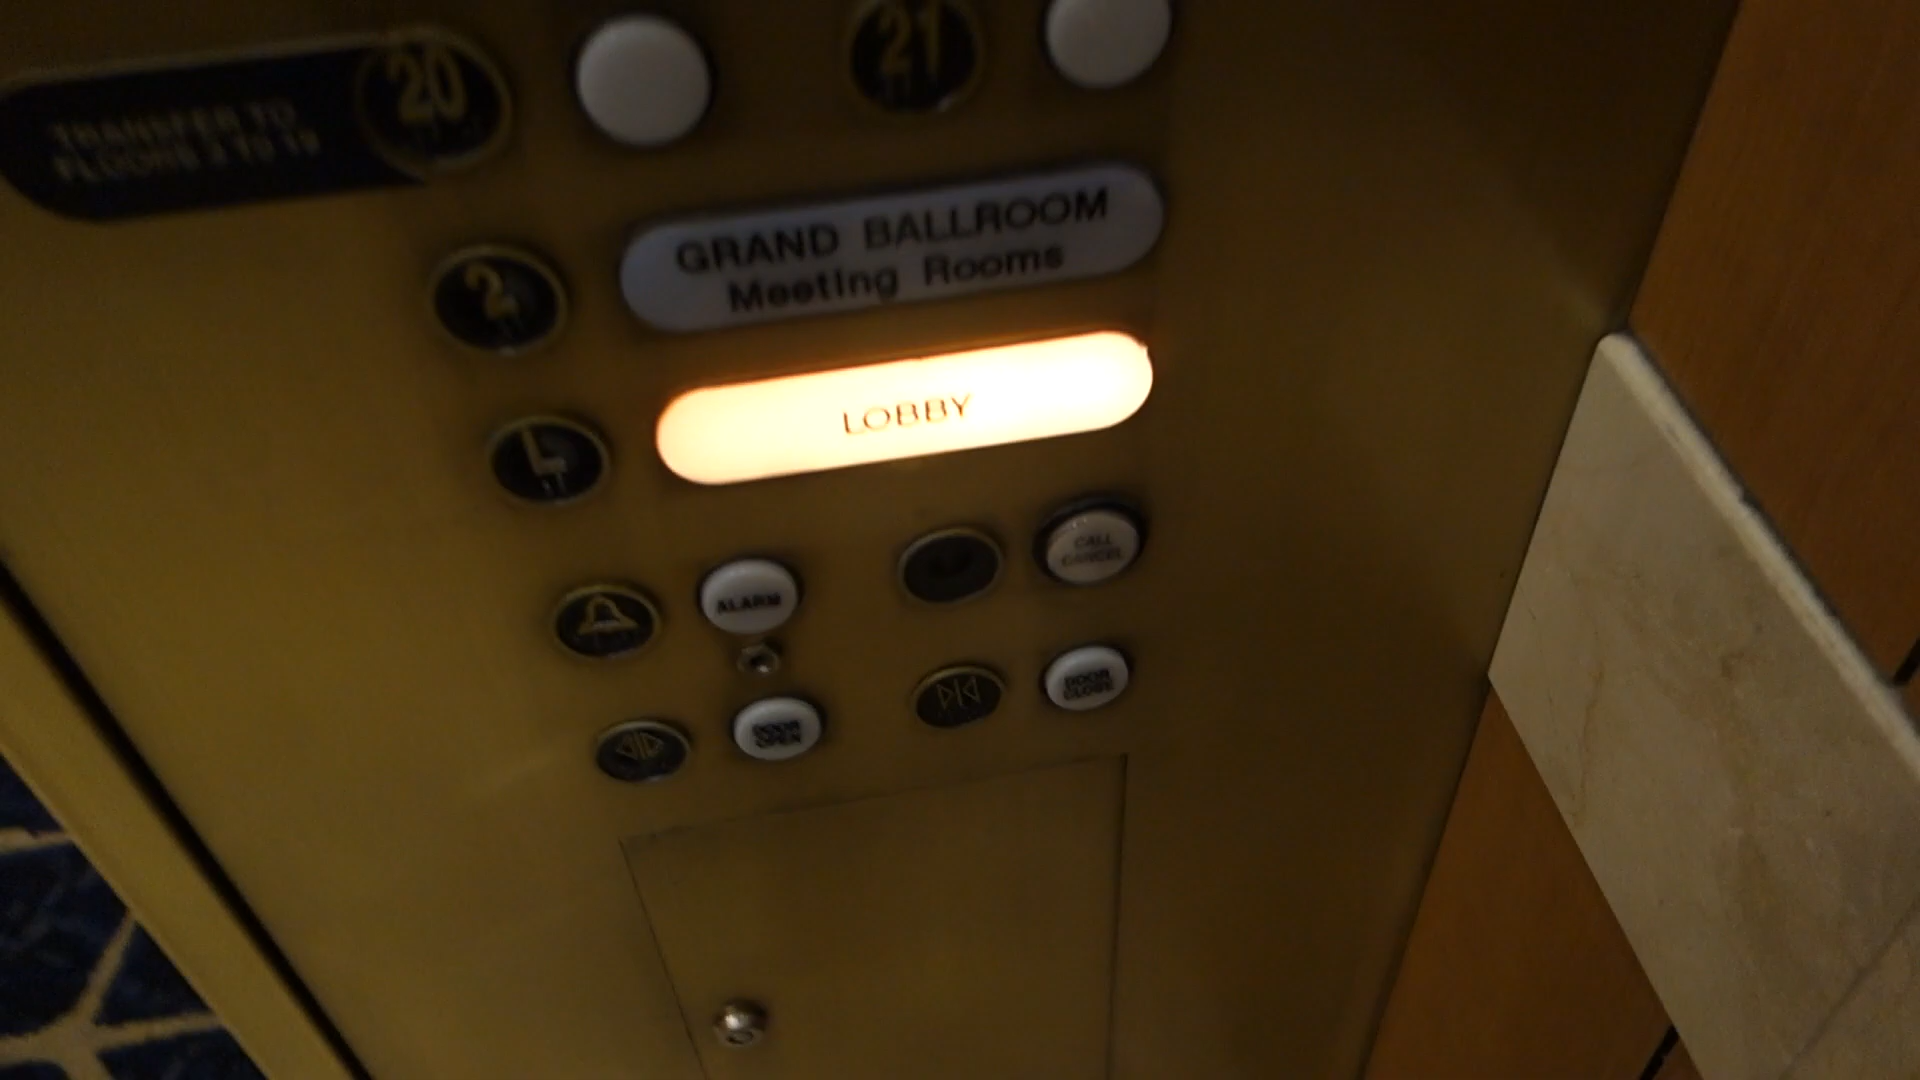 20
21
TRANSFER TO
FLOORS 3 TO 19
2
GRAND BALLROOM
Meeting Rooms
L
LOBBY
ALARM
CALL
CANCEL
DOOR
OPEN
DOOR
CLOSE